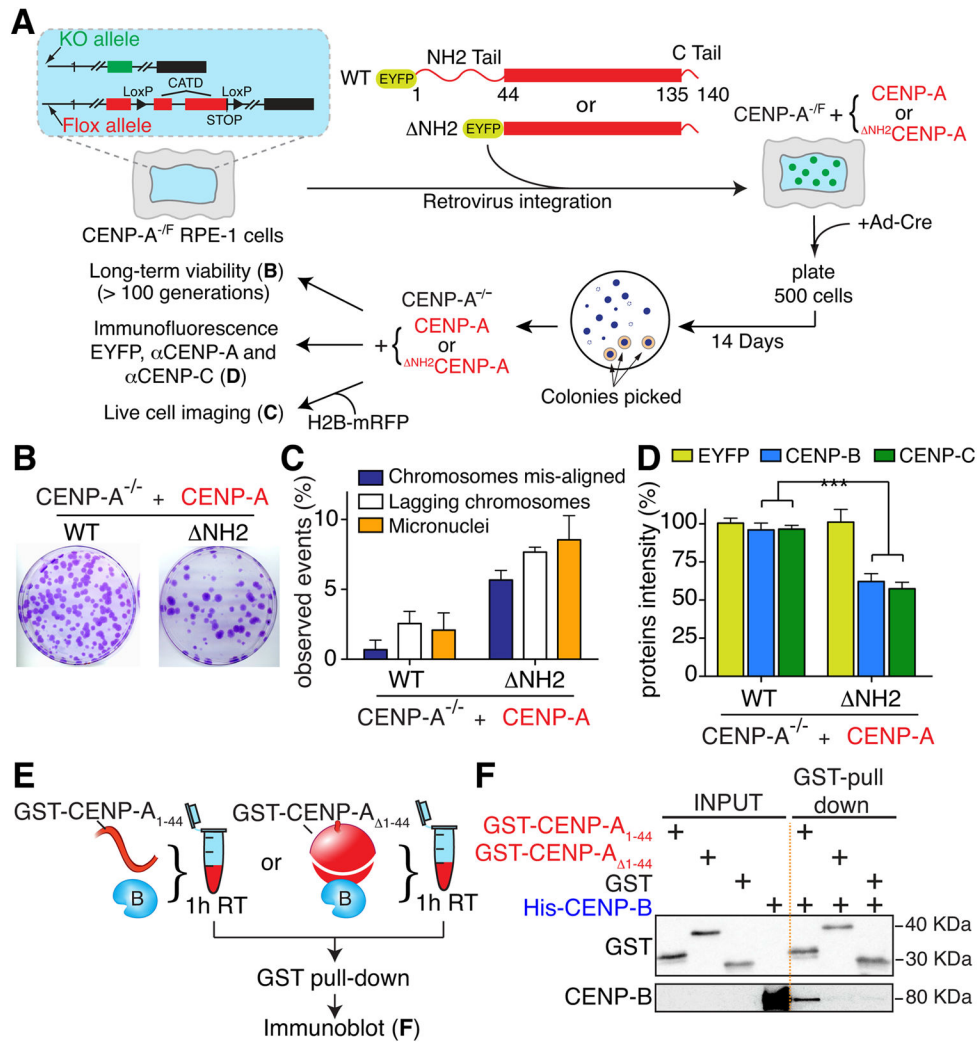 A
KO allele
1
LoxP
CATD
LoxP
STOP
Flox allele
CENP-A-/F RPE-1 cells
NH2 Tail
C Tail
WT
EYFP
1
44
135
140
or
ΔNH2
EYFP
Retrovirus integration
CENP-A-/F +
CENP-A
or
ΔNH2CENP-A
+Ad-Cre
plate
500 cells
14 Days
Colonies picked
CENP-A-/-
+
CENP-A
or
ΔNH2CENP-A
Long-term viability (B)
(> 100 generations)
Immunofluorescence
EYFP, αCENP-A and
αCENP-C (D)
Live cell imaging (C)
H2B-mRFP
B
CENP-A-/- + CENP-A
WT
ΔNH2
C
Chromosomes mis-aligned
Lagging chromosomes
Micronuclei
observed events (%)
10
5
0
WT
ΔNH2
CENP-A-/- + CENP-A
D
EYFP
CENP-B
CENP-C
***
proteins intensity (%)
100
75
50
25
0
WT
ΔNH2
CENP-A-/- + CENP-A
E
GST-CENP-A1-44
B
1h RT
or
GST-CENP-AΔ1-44
B
1h RT
GST pull-down
Immunoblot (F)
F
INPUT
GST-pull
down
GST-CENP-A1-44 + +
GST-CENP-AΔ1-44 + +
GST + +
His-CENP-B + + + +
GST
-40 KDa
-30 KDa
CENP-B
-80 KDa